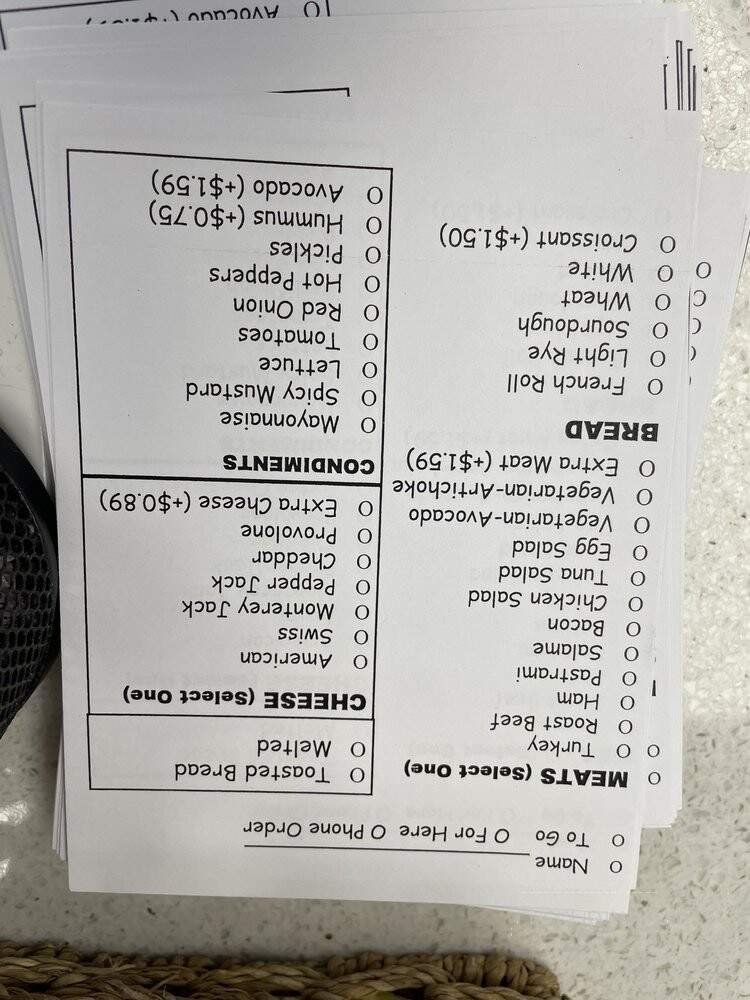 O Name
O To Go O For Here O Phone Order
MEATS (Select One)
O Turkey
O Roast Beef
O Ham
O Pastrami
O Salame
O Bacon
O Chicken Salad
O Tuna Salad
O Egg Salad
O Vegetarian-Avocado
O Vegetarian-Artichoke
O Extra Meat (+$1.59)
BREAD
O French Roll
O Light Rye
O Sourdough
O Wheat
O White
O Croissant (+$1.50)
O Toasted Bread
O Melted
CHEESE (Select One)
O American
O Swiss
O Monterey Jack
O Pepper Jack
O Cheddar
O Provolone
O Extra Cheese (+$0.89)
CONDIMENTS
O Mayonnaise
O Spicy Mustard
O Lettuce
O Tomatoes
O Red Onion
O Hot Peppers
O Pickles
O Hummus (+$0.75)
O Avocado (+$1.59)
O Avocado